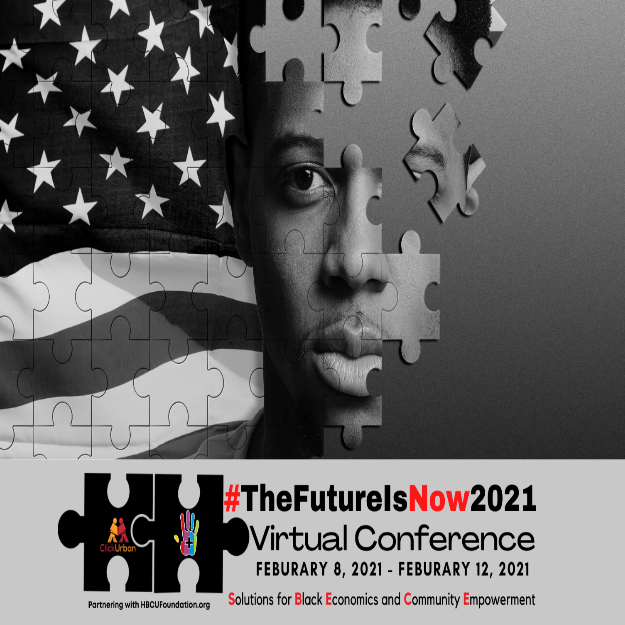 #TheFutureIsNow2021
Virtual Conference
FEBURARY 8, 2021 - FEBURARY 12, 2021
ClickUrban
Partnering with HBCUFoundation.org
Solutions for Black Economics and Community Empowerment